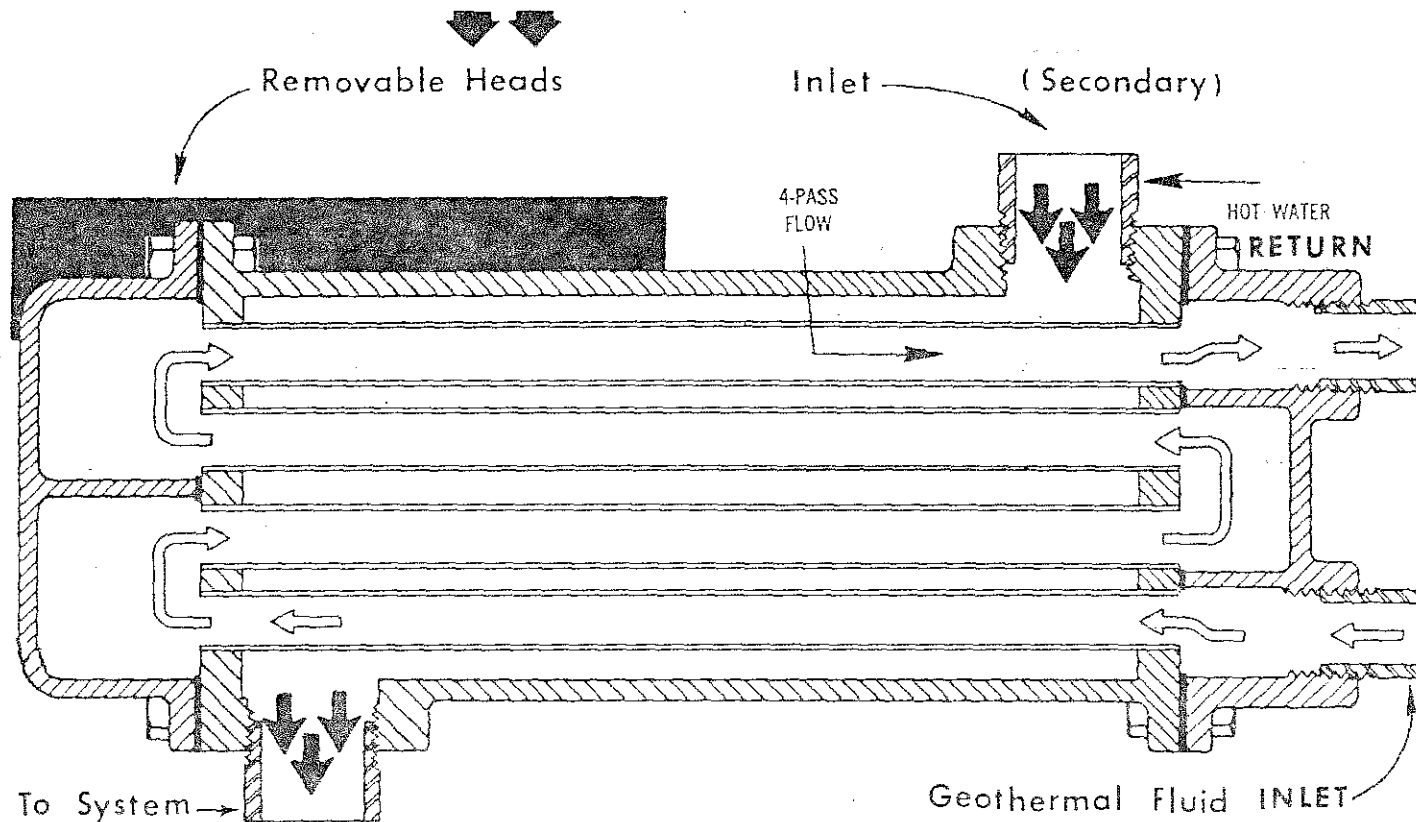 Removable Heads
Inlet (Secondary)
4-PASS
FLOW
HOT WATER
RETURN
To System
Geothermal Fluid INLET